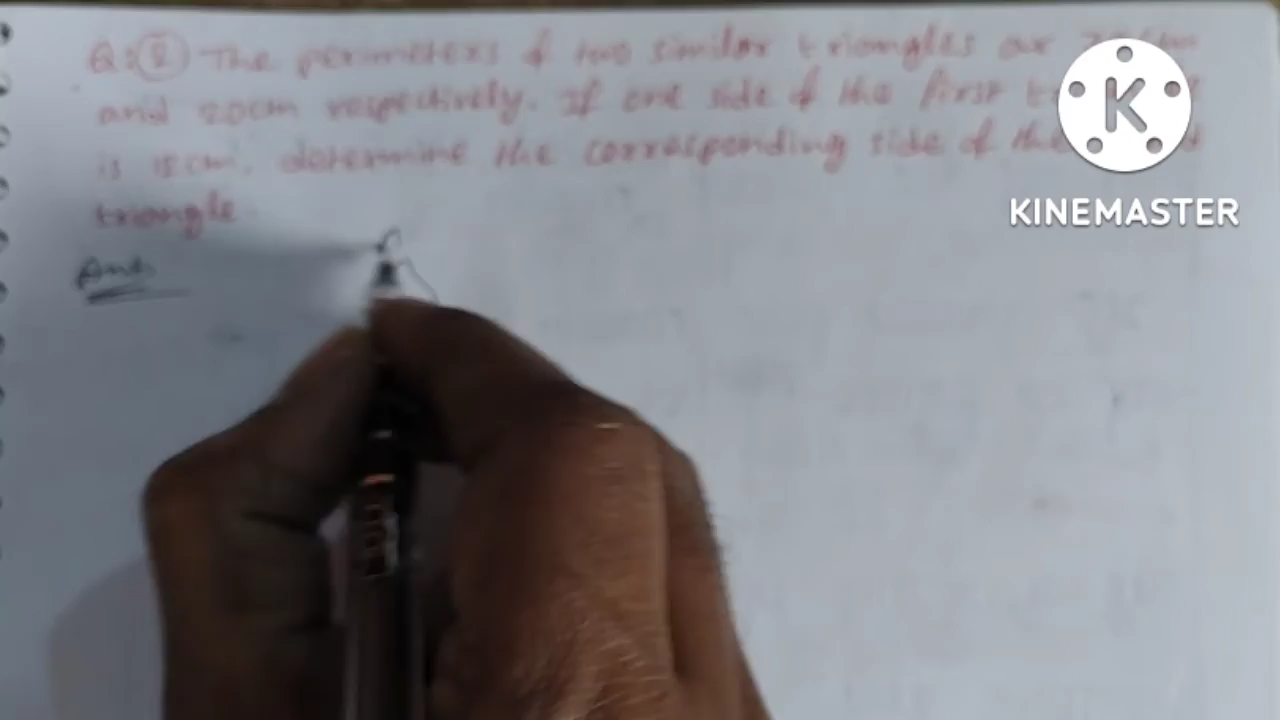 Q:② The perimeters of two similar triangles are
and 20cm respectively. If one side of the first
is 15cm, determine the corresponding side of the
triangle.
Ans
K
KINEMASTER